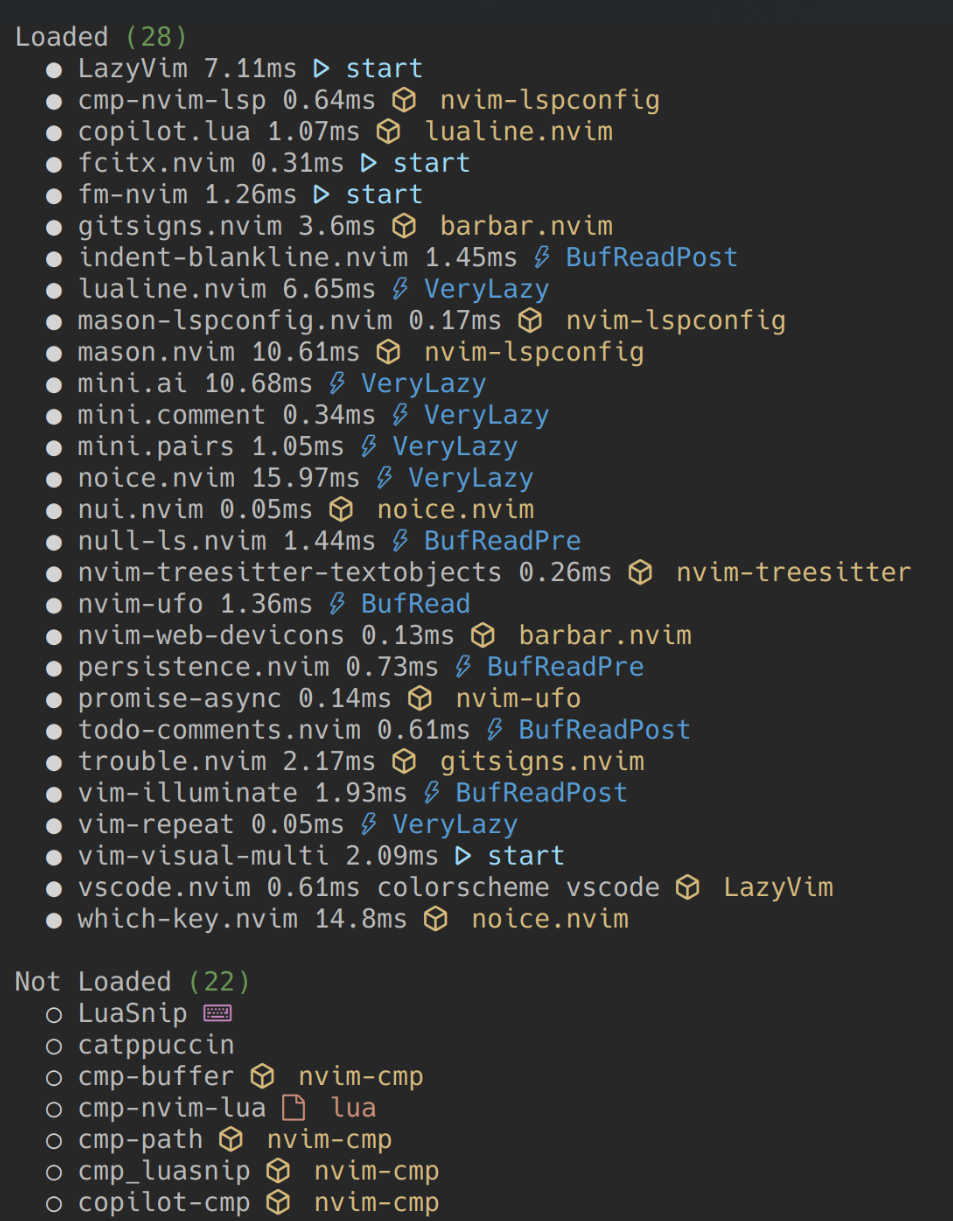 Loaded (28)
● LazyVim 7.11ms ▷ start
● cmp-nvim-lsp 0.64ms nvim-lspconfig
● copilot.lua 1.07ms lualine.nvim
● fcitx.nvim 0.31ms ▷ start
● fm-nvim 1.26ms ▷ start
● gitsigns.nvim 3.6ms barbar.nvim
● indent-blankline.nvim 1.45ms BufReadPost
● lualine.nvim 6.65ms VeryLazy
● mason-lspconfig.nvim 0.17ms nvim-lspconfig
● mason.nvim 10.61ms nvim-lspconfig
● mini.ai 10.68ms VeryLazy
● mini.comment 0.34ms VeryLazy
● mini.pairs 1.05ms VeryLazy
● noice.nvim 15.97ms VeryLazy
● nui.nvim 0.05ms noice.nvim
● null-ls.nvim 1.44ms BufReadPre
● nvim-treesitter-textobjects 0.26ms nvim-treesitter
● nvim-ufo 1.36ms BufRead
● nvim-web-devicons 0.13ms barbar.nvim
● persistence.nvim 0.73ms BufReadPre
● promise-async 0.14ms nvim-ufo
● todo-comments.nvim 0.61ms BufReadPost
● trouble.nvim 2.17ms gitsigns.nvim
● vim-illuminate 1.93ms BufReadPost
● vim-repeat 0.05ms VeryLazy
● vim-visual-multi 2.09ms ▷ start
● vscode.nvim 0.61ms colorscheme vscode LazyVim
● which-key.nvim 14.8ms noice.nvim
Not Loaded (22)
○ LuaSnip
○ catppuccin
○ cmp-buffer nvim-cmp
○ cmp-nvim-lua lua
○ cmp-path nvim-cmp
○ cmp_luasnip nvim-cmp
○ copilot-cmp nvim-cmp